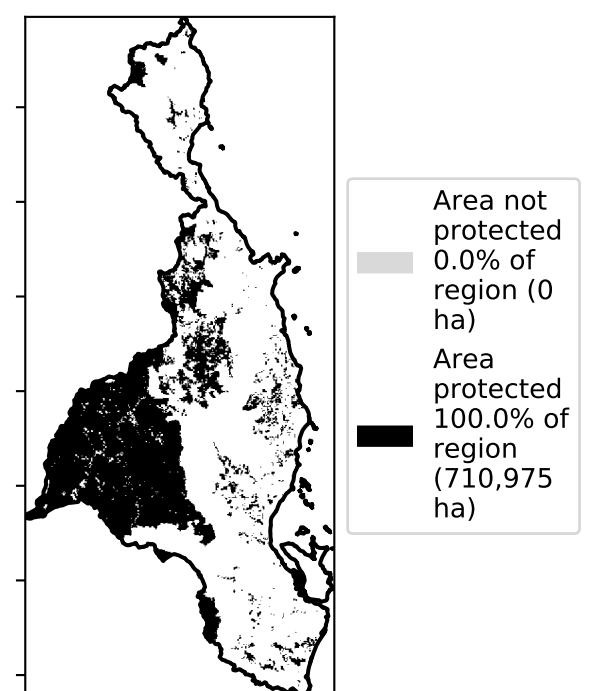 Area not
protected
0.0% of
region (0
ha)
Area
protected
100.0% of
region
(710,975
ha)